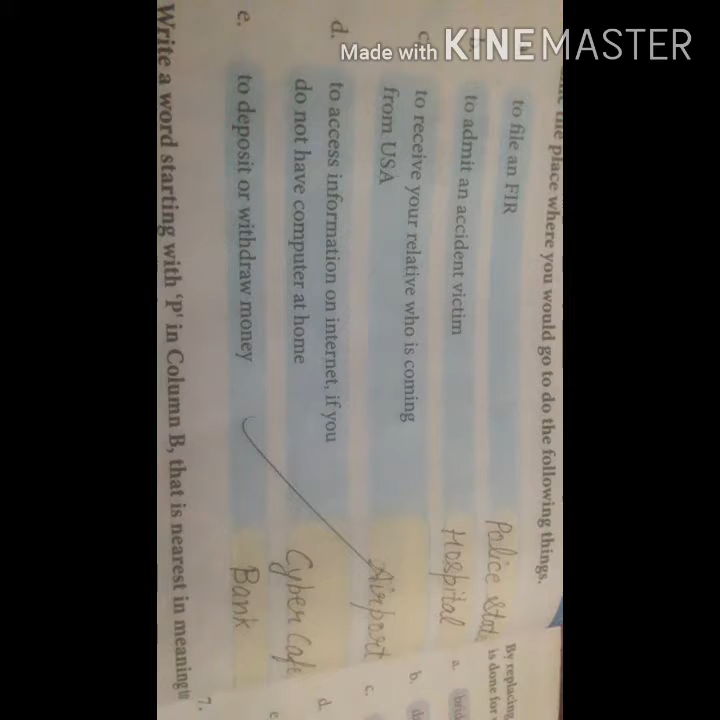 Made with KINEMASTER
the place where you would go to do the following things.
to file an FIR
Police
b. to admit an accident victim
Hospital
c. to receive your relative who is coming
from USA
Airport
d. to access information on internet, if you
do not have computer at home
Cyber Cafe
e. to deposit or withdraw money
Bank
Write a word starting with 'P' in Column B, that is nearest in meaning
7.
By replacing
is done for
a.
b.
c.
d.
e